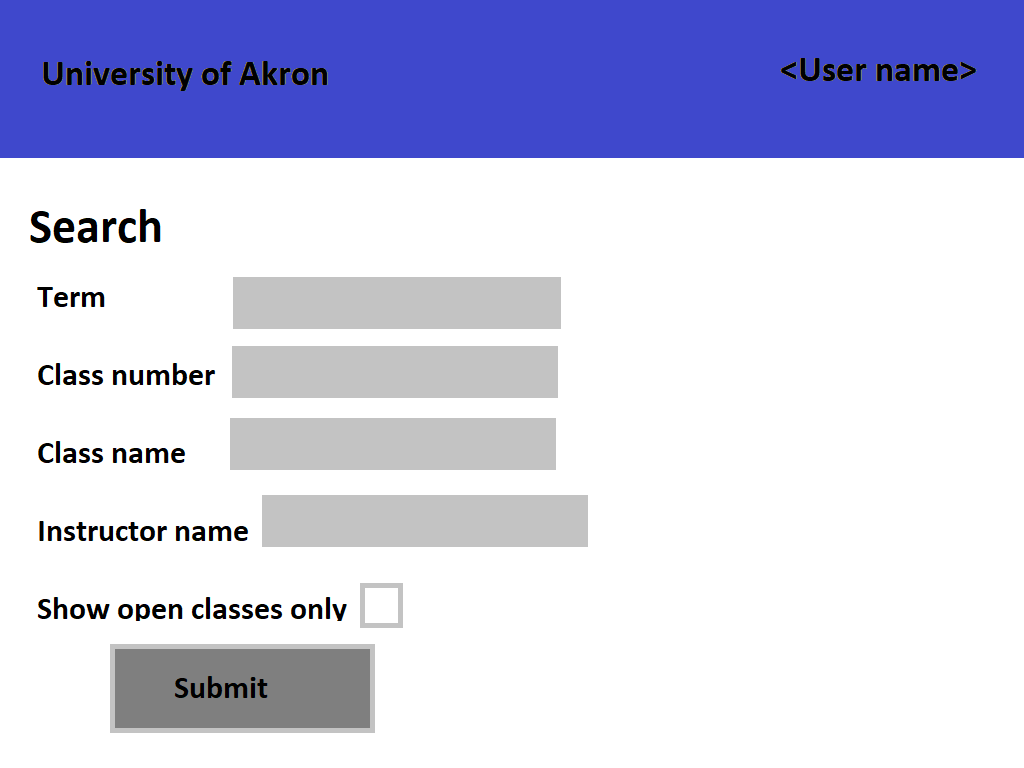 University of Akron
<User name>
Search
Term
Class number
Class name
Instructor name
Show open classes only
Submit